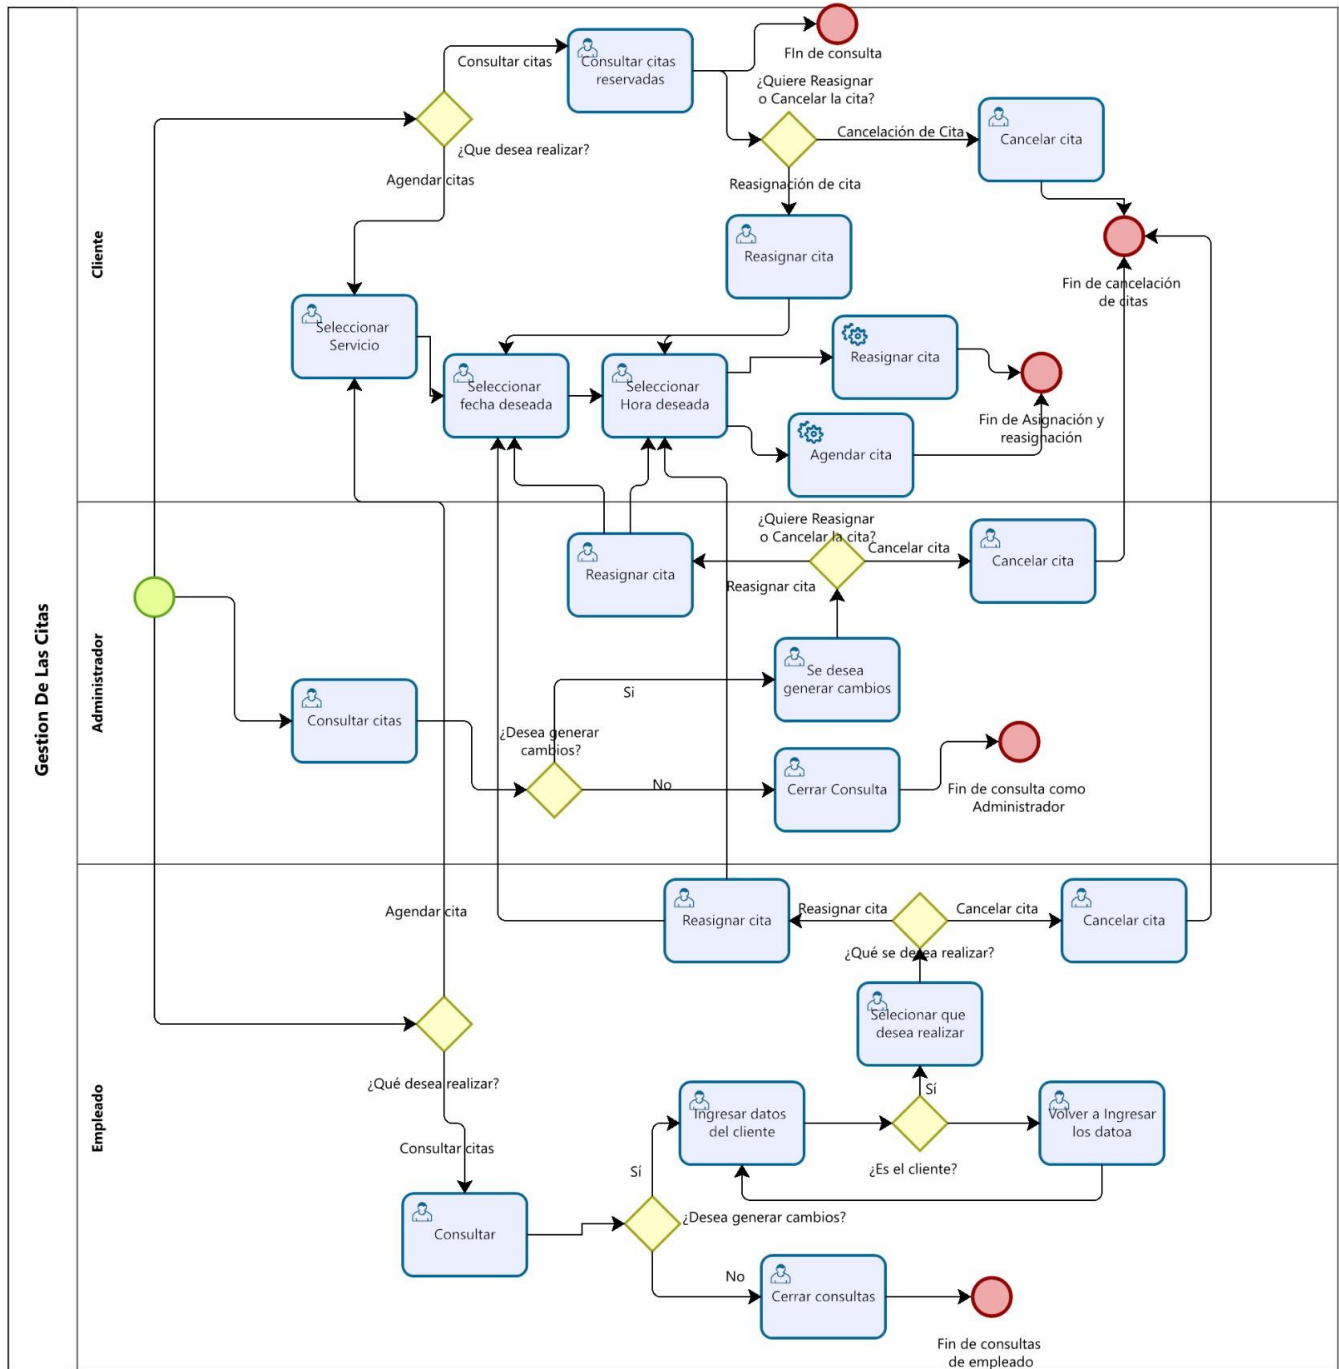 Gestion De Las Citas
Cliente
Consultar citas
Consultar citas
reservadas
FIn de consulta
¿Quiere Reasignar
o Cancelar la cita?
¿Que desea realizar?
Cancelación de Cita
Cancelar cita
Agendar citas
Reasignación de cita
Reasignar cita
Fin de cancelación
de citas
Seleccionar
Servicio
Seleccionar
fecha deseada
Seleccionar
Hora deseada
Reasignar cita
Agendar cita
Fin de Asignación y
reasignación
Administrador
¿Quiere Reasignar
o Cancelar la cita?
Cancelar cita
Cancelar cita
Reasignar cita
Reasignar cita
Se desea
generar cambios
Si
Consultar citas
¿Desea generar
cambios?
No
Cerrar Consulta
Fin de consulta como
Administrador
Empleado
Agendar cita
Reasignar cita
Reasignar cita
Cancelar cita
Cancelar cita
¿Qué se desea realizar?
Selecionar que
desea realizar
¿Qué desea realizar?
Sí
Ingresar datos
del cliente
Volver a Ingresar
los datoa
¿Es el cliente?
Consultar citas
Sí
Consultar
¿Desea generar cambios?
No
Cerrar consultas
Fin de consultas
de empleado